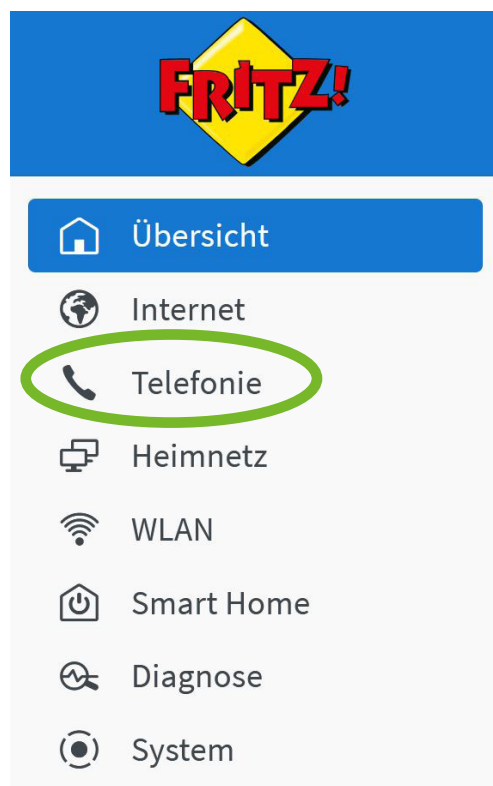 FRITZ!
Übersicht
Internet
Telefonie
Heimnetz
WLAN
Smart Home
Diagnose
System